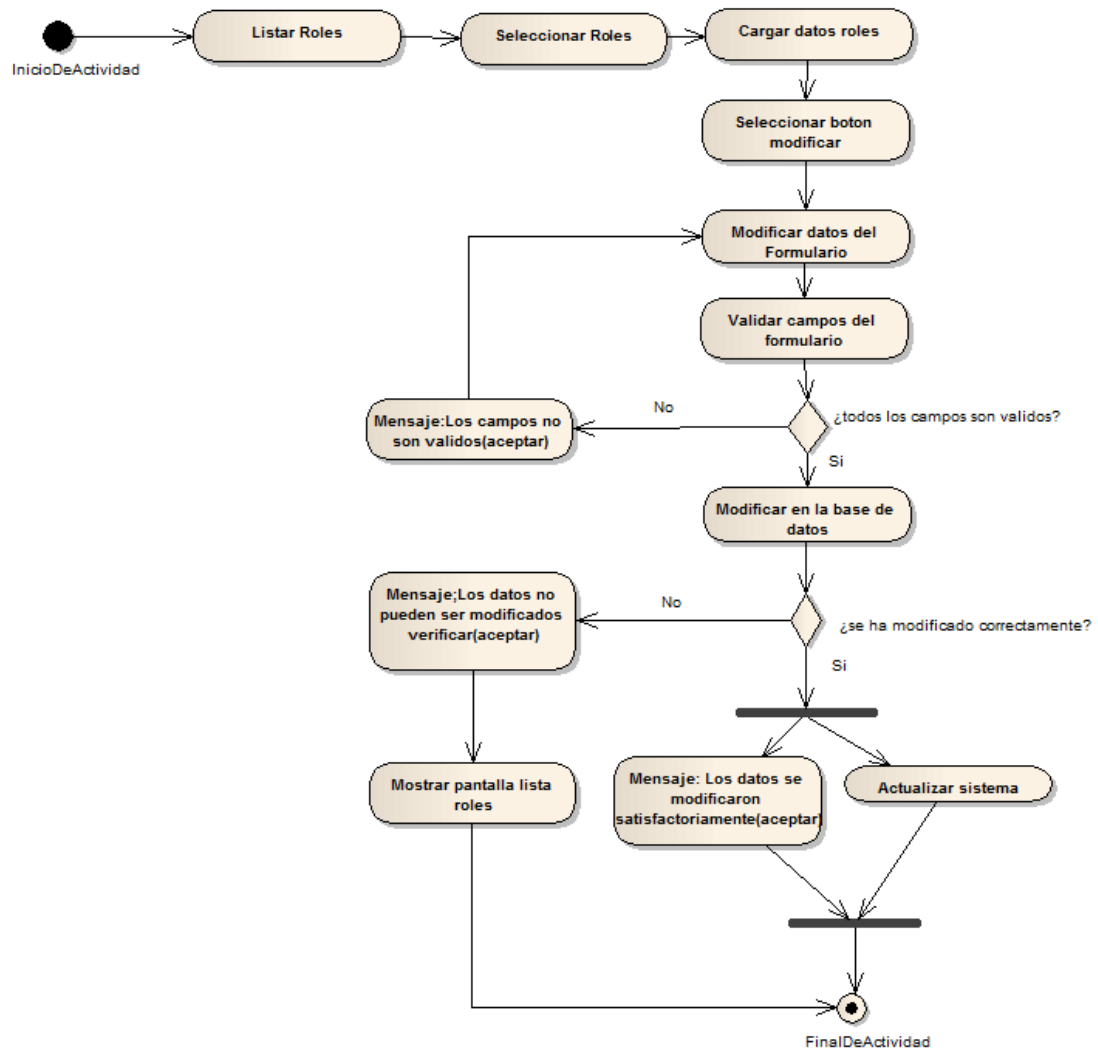 Listar Roles
Seleccionar Roles
Cargar datos roles
InicioDeActividad
Seleccionar boton
modificar
Modificar datos del
Formulario
Validar campos del
formulario
Mensaje:Los campos no
son validos(aceptar)
No
¿todos los campos son validos?
Si
Modificar en la base de
datos
Mensaje;Los datos no
pueden ser modificados
verificar(aceptar)
No
¿se ha modificado correctamente?
Si
Mostrar pantalla lista
roles
Mensaje: Los datos se
modificaron
satisfactoriamente(aceptar)
Actualizar sistema
FinalDeActividad